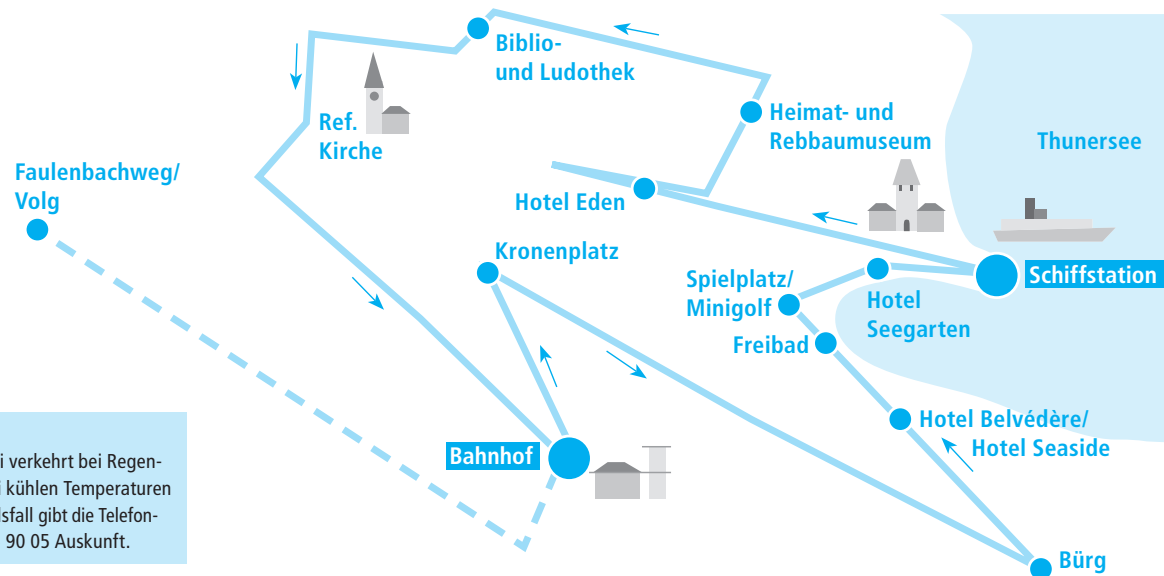 Biblio-
und Ludothek
Heimat- und
Rebbaumuseum
Thunersee
Ref.
Kirche
Faulenbachweg/
Volg
Hotel Eden
Kronenplatz
Spielplatz/
Minigolf
Hotel
Seegarten
Schiffstation
Freibad
Hotel Belvédère/
Hotel Seaside
Bahnhof
i verkehrt bei Regen-
i kühlen Temperaturen
lsfall gibt die Telefon-
90 05 Auskunft.
Bürg